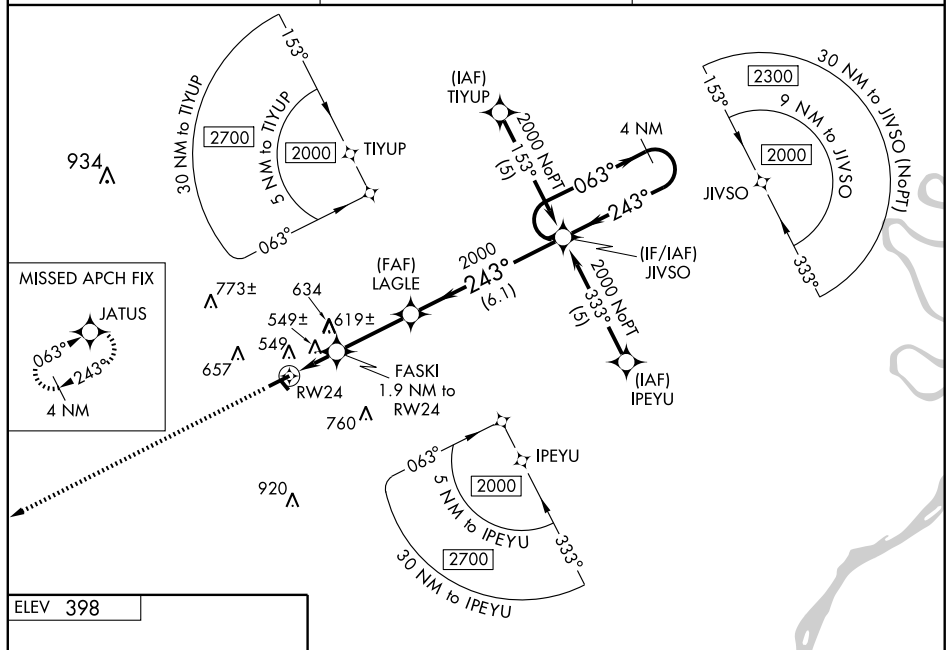 153°
30 NM to TIYUP
2700
5 NM to TIYUP
2000
TIYUP
063°
934
(IAF)
TIYUP
2000 NoPT
153°
(5)
4 NM
063°
243°
(IF/IAF)
JIVSO
2300
30 NM to JIVSO (NoPT)
153°
9 NM to JIVSO
2000
JIVSO
333°
2000
243°
(6.1)
(FAF)
LAGLE
2000 NoPT
333°
(5)
(IAF)
IPEYU
MISSED APCH FIX
JATUS
063°
243°
4 NM
773±
634
619±
549±
549
657
RW24
FASKI
1.9 NM to
RW24
760
920
063°
IPEYU
2000
5 NM to IPEYU
2700
333°
30 NM to IPEYU
ELEV 398